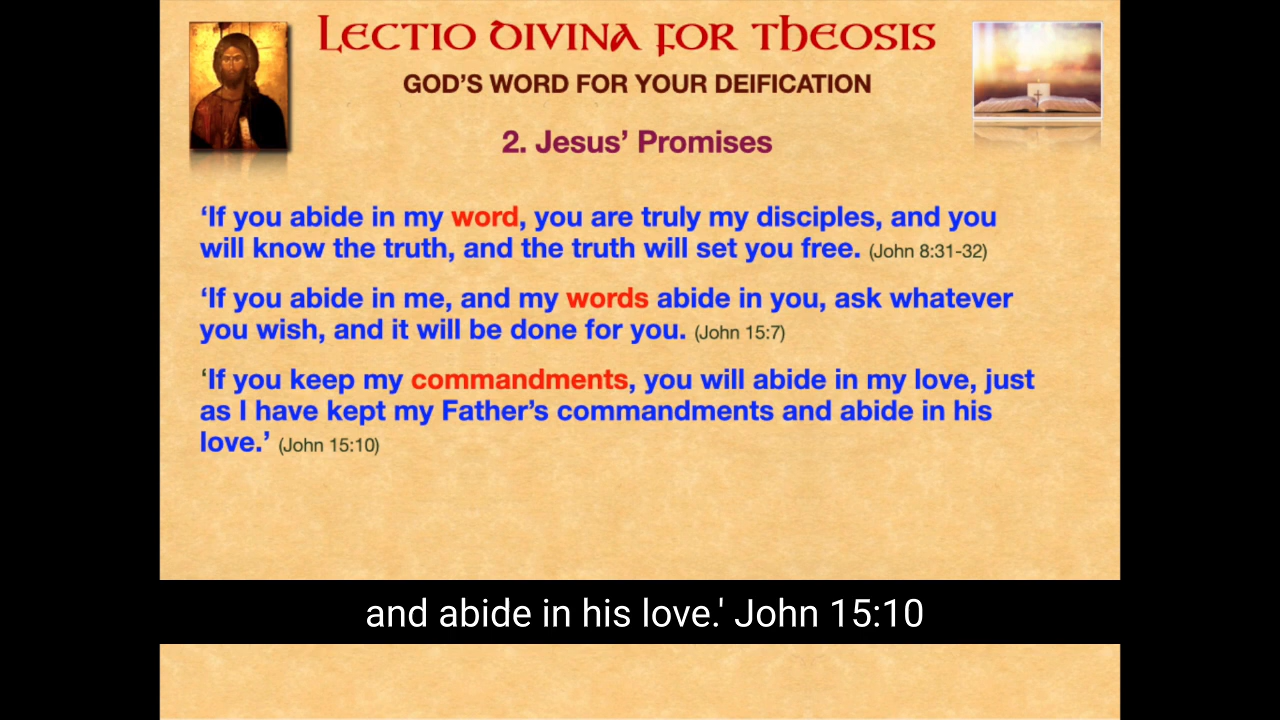 Lectio divina for theosis
GOD'S WORD FOR YOUR DEIFICATION
2. Jesus' Promises
‘If you abide in my word, you are truly my disciples, and you
will know the truth, and the truth will set you free. (John 8:31-32)
‘If you abide in me, and my words abide in you, ask whatever
you wish, and it will be done for you. (John 15:7)
‘If you keep my commandments, you will abide in my love, just
as I have kept my Father’s commandments and abide in his
love.’ (John 15:10)
and abide in his love.' John 15:10